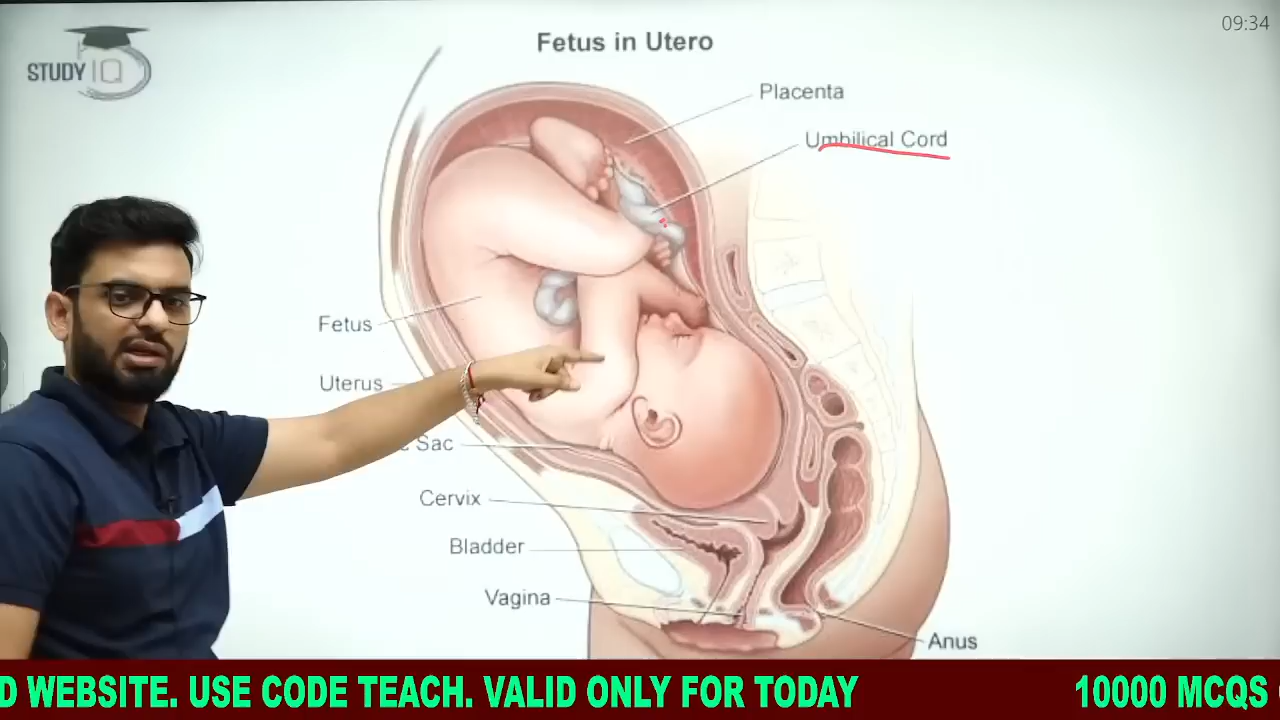 09:34
STUDY IQ
Fetus in Utero
Placenta
Umbilical Cord
Fetus
Uterus
Sac
Cervix
Bladder
Vagina
Anus
D WEBSITE. USE CODE TEACH. VALID ONLY FOR TODAY 10000 MCQS